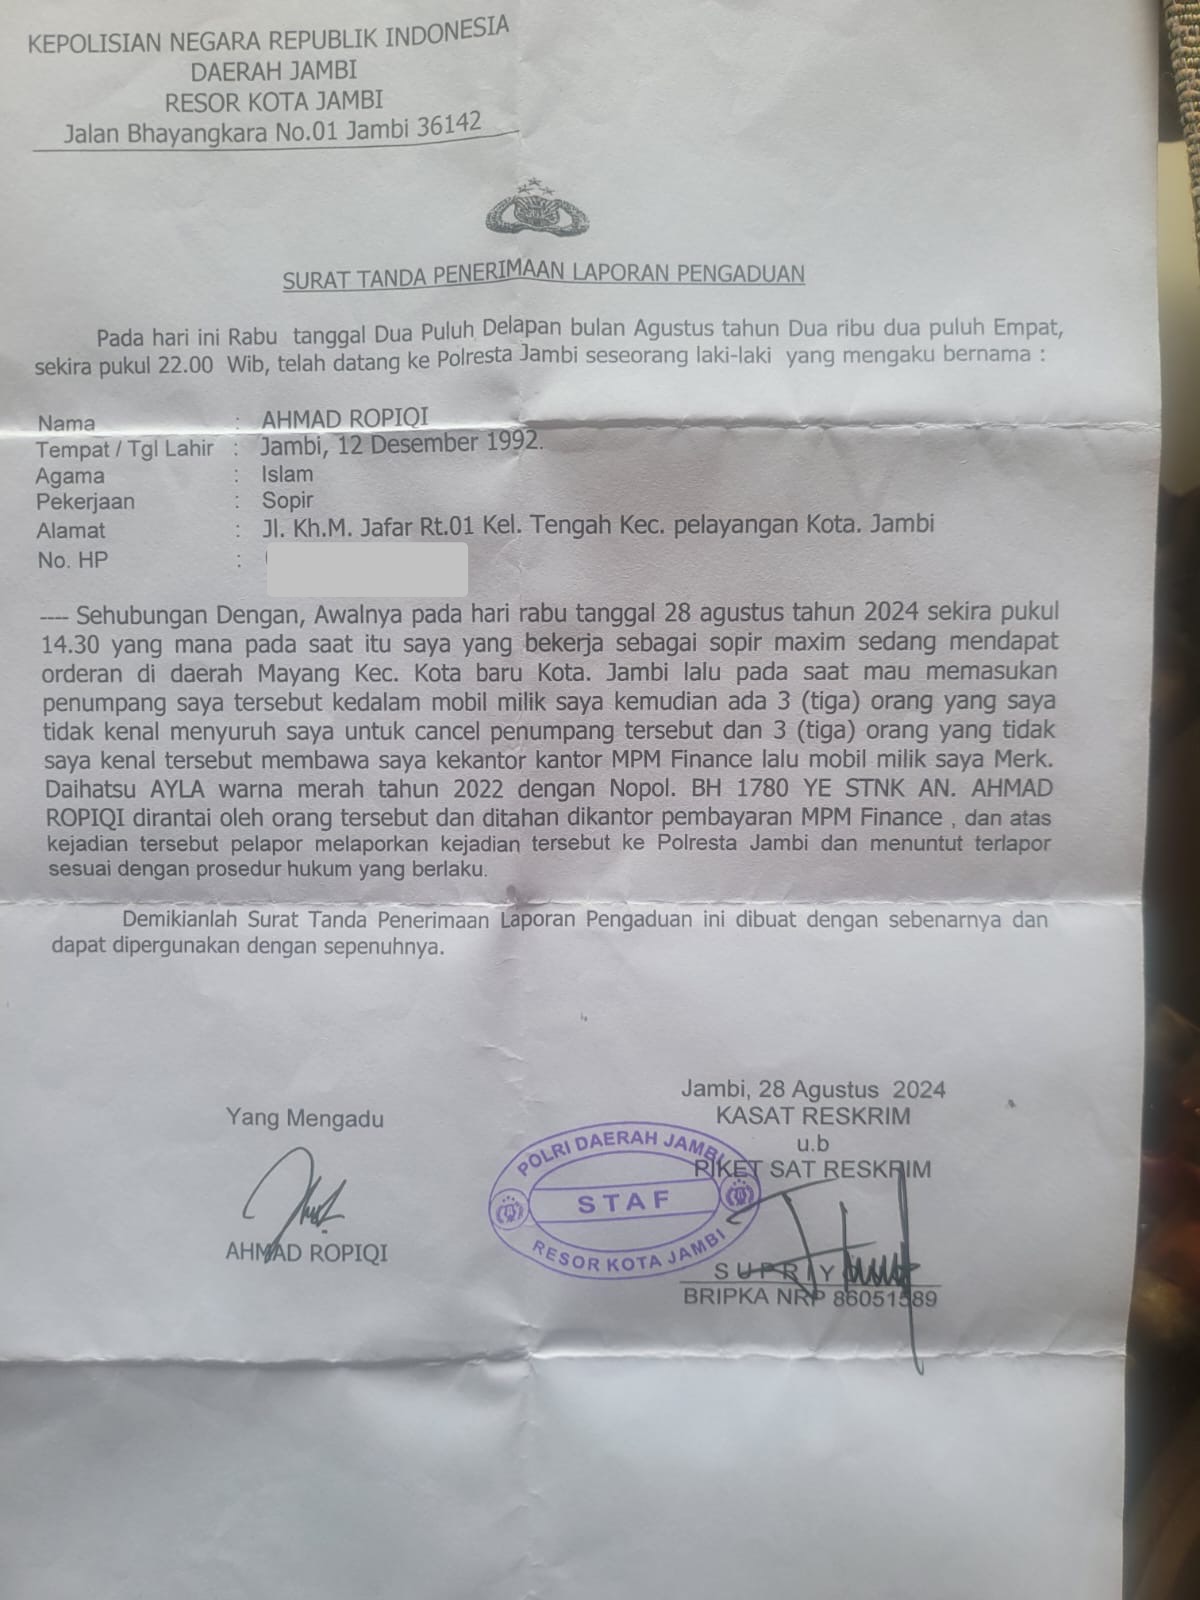 KEPOLISIAN NEGARA REPUBLIK INDONESIA
DAERAH JAMBI
RESOR KOTA JAMBI
Jalan Bhayangkara No.01 Jambi 36142
SURAT TANDA PENERIMAAN LAPORAN PENGADUAN
Pada hari ini Rabu tanggal Dua Puluh Delapan bulan Agustus tahun Dua ribu dua puluh Empat,
sekira pukul 22.00 Wib, telah datang ke Polresta Jambi seseorang laki-laki yang mengaku bernama :
Nama : AHMAD ROPIQI
Tempat / Tgl Lahir : Jambi, 12 Desember 1992.
Agama : Islam
Pekerjaan : Sopir
Alamat : Jl. Kh.M. Jafar Rt.01 Kel. Tengah Kec. pelayangan Kota. Jambi
No. HP :
---- Sehubungan Dengan, Awalnya pada hari rabu tanggal 28 agustus tahun 2024 sekira pukul
14.30 yang mana pada saat itu saya yang bekerja sebagai sopir maxim sedang mendapat
orderan di daerah Mayang Kec. Kota baru Kota. Jambi lalu pada saat mau memasukan
penumpang saya tersebut kedalam mobil milik saya kemudian ada 3 (tiga) orang yang saya
tidak kenal menyuruh saya untuk cancel penumpang tersebut dan 3 (tiga) orang yang tidak
saya kenal tersebut membawa saya kekantor kantor MPM Finance lalu mobil milik saya Merk.
Daihatsu AYLA warna merah tahun 2022 dengan Nopol. BH 1780 YE STNK AN. AHMAD
ROPIQI dirantai oleh orang tersebut dan ditahan dikantor pembayaran MPM Finance , dan atas
kejadian tersebut pelapor melaporkan kejadian tersebut ke Polresta Jambi dan menuntut terlapor
sesuai dengan prosedur hukum yang berlaku.
Demikianlah Surat Tanda Penerimaan Laporan Pengaduan ini dibuat dengan sebenarnya dan
dapat dipergunakan dengan sepenuhnya.
Jambi, 28 Agustus 2024
Yang Mengadu
KASAT RESKRIM
u.b
PIKET SAT RESKRIM
POLRI DAERAH JAMBI
STAF
RESOR KOTA JAMBI
AHMAD ROPIQI
BRIPKA NRP 86051589